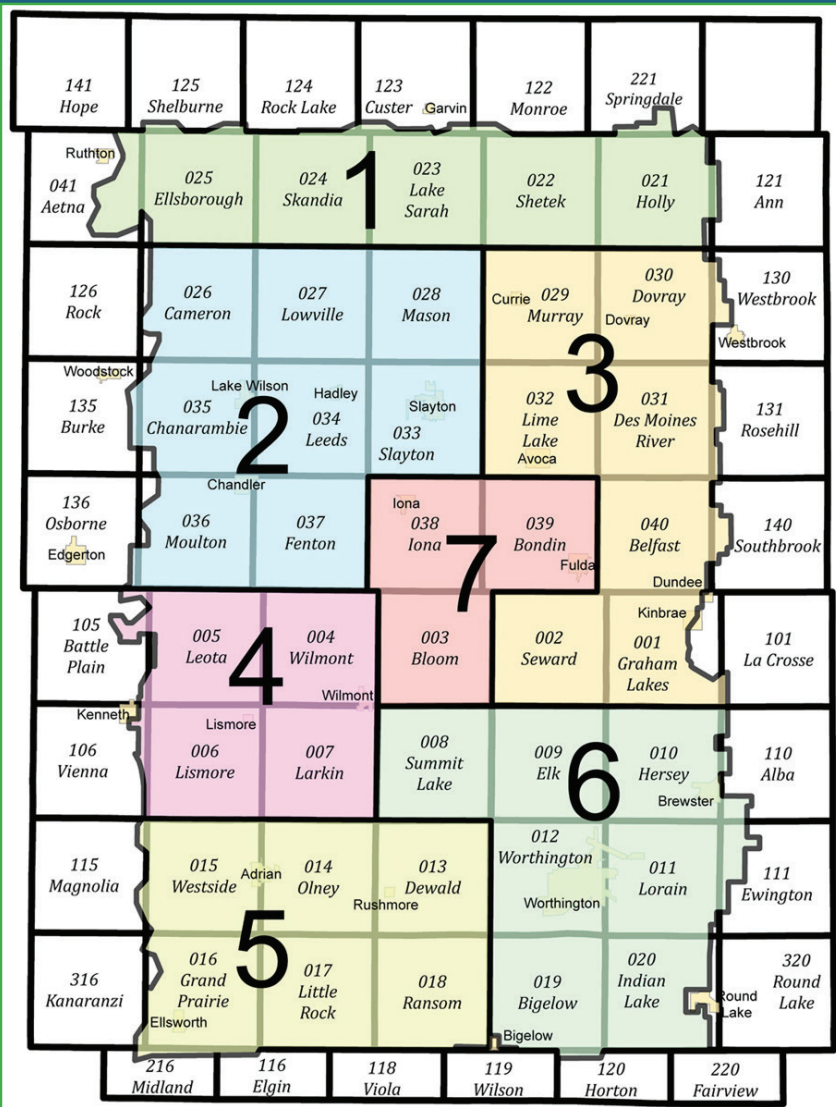 141
Hope
125
Shelburne
124
Rock Lake
123
Custer
Garvin
122
Monroe
221
Springdale
Ruthton
041
Aetna
025
Ellsborough
024
Skandia
1
023
Lake
Sarah
022
Shetek
021
Holly
121
Ann
126
Rock
026
Cameron
027
Lowville
028
Mason
Currie
029
Murray
030
Dovray
Dovray
130
Westbrook
Westbrook
Woodstock
135
Burke
035
Chanarambie
Lake Wilson
2
Hadley
034
Leeds
Slayton
033
Slayton
3
032
Lime
Lake
Avoca
031
Des Moines
River
131
Rosehill
136
Osborne
Edgerton
Chandler
036
Moulton
037
Fenton
Iona
038
Iona
7
039
Bondin
Fulda
040
Belfast
Dundee
140
Southbrook
105
Battle
Plain
005
Leota
4
004
Wilmont
Wilmont
003
Bloom
002
Seward
Kinbrae
001
Graham
Lakes
101
La Crosse
Kenneth
106
Vienna
Lismore
006
Lismore
007
Larkin
008
Summit
Lake
009
Elk
6
010
Hersey
Brewster
110
Alba
115
Magnolia
015
Westside
Adrian
014
Olney
013
Dewald
Rushmore
012
Worthington
Worthington
011
Lorain
111
Ewington
316
Kanaranzi
016
Grand
Prairie
Ellsworth
5
017
Little
Rock
018
Ransom
019
Bigelow
Bigelow
020
Indian
Lake
Round
Lake
320
Round
Lake
216
Midland
116
Elgin
118
Viola
119
Wilson
120
Horton
220
Fairview